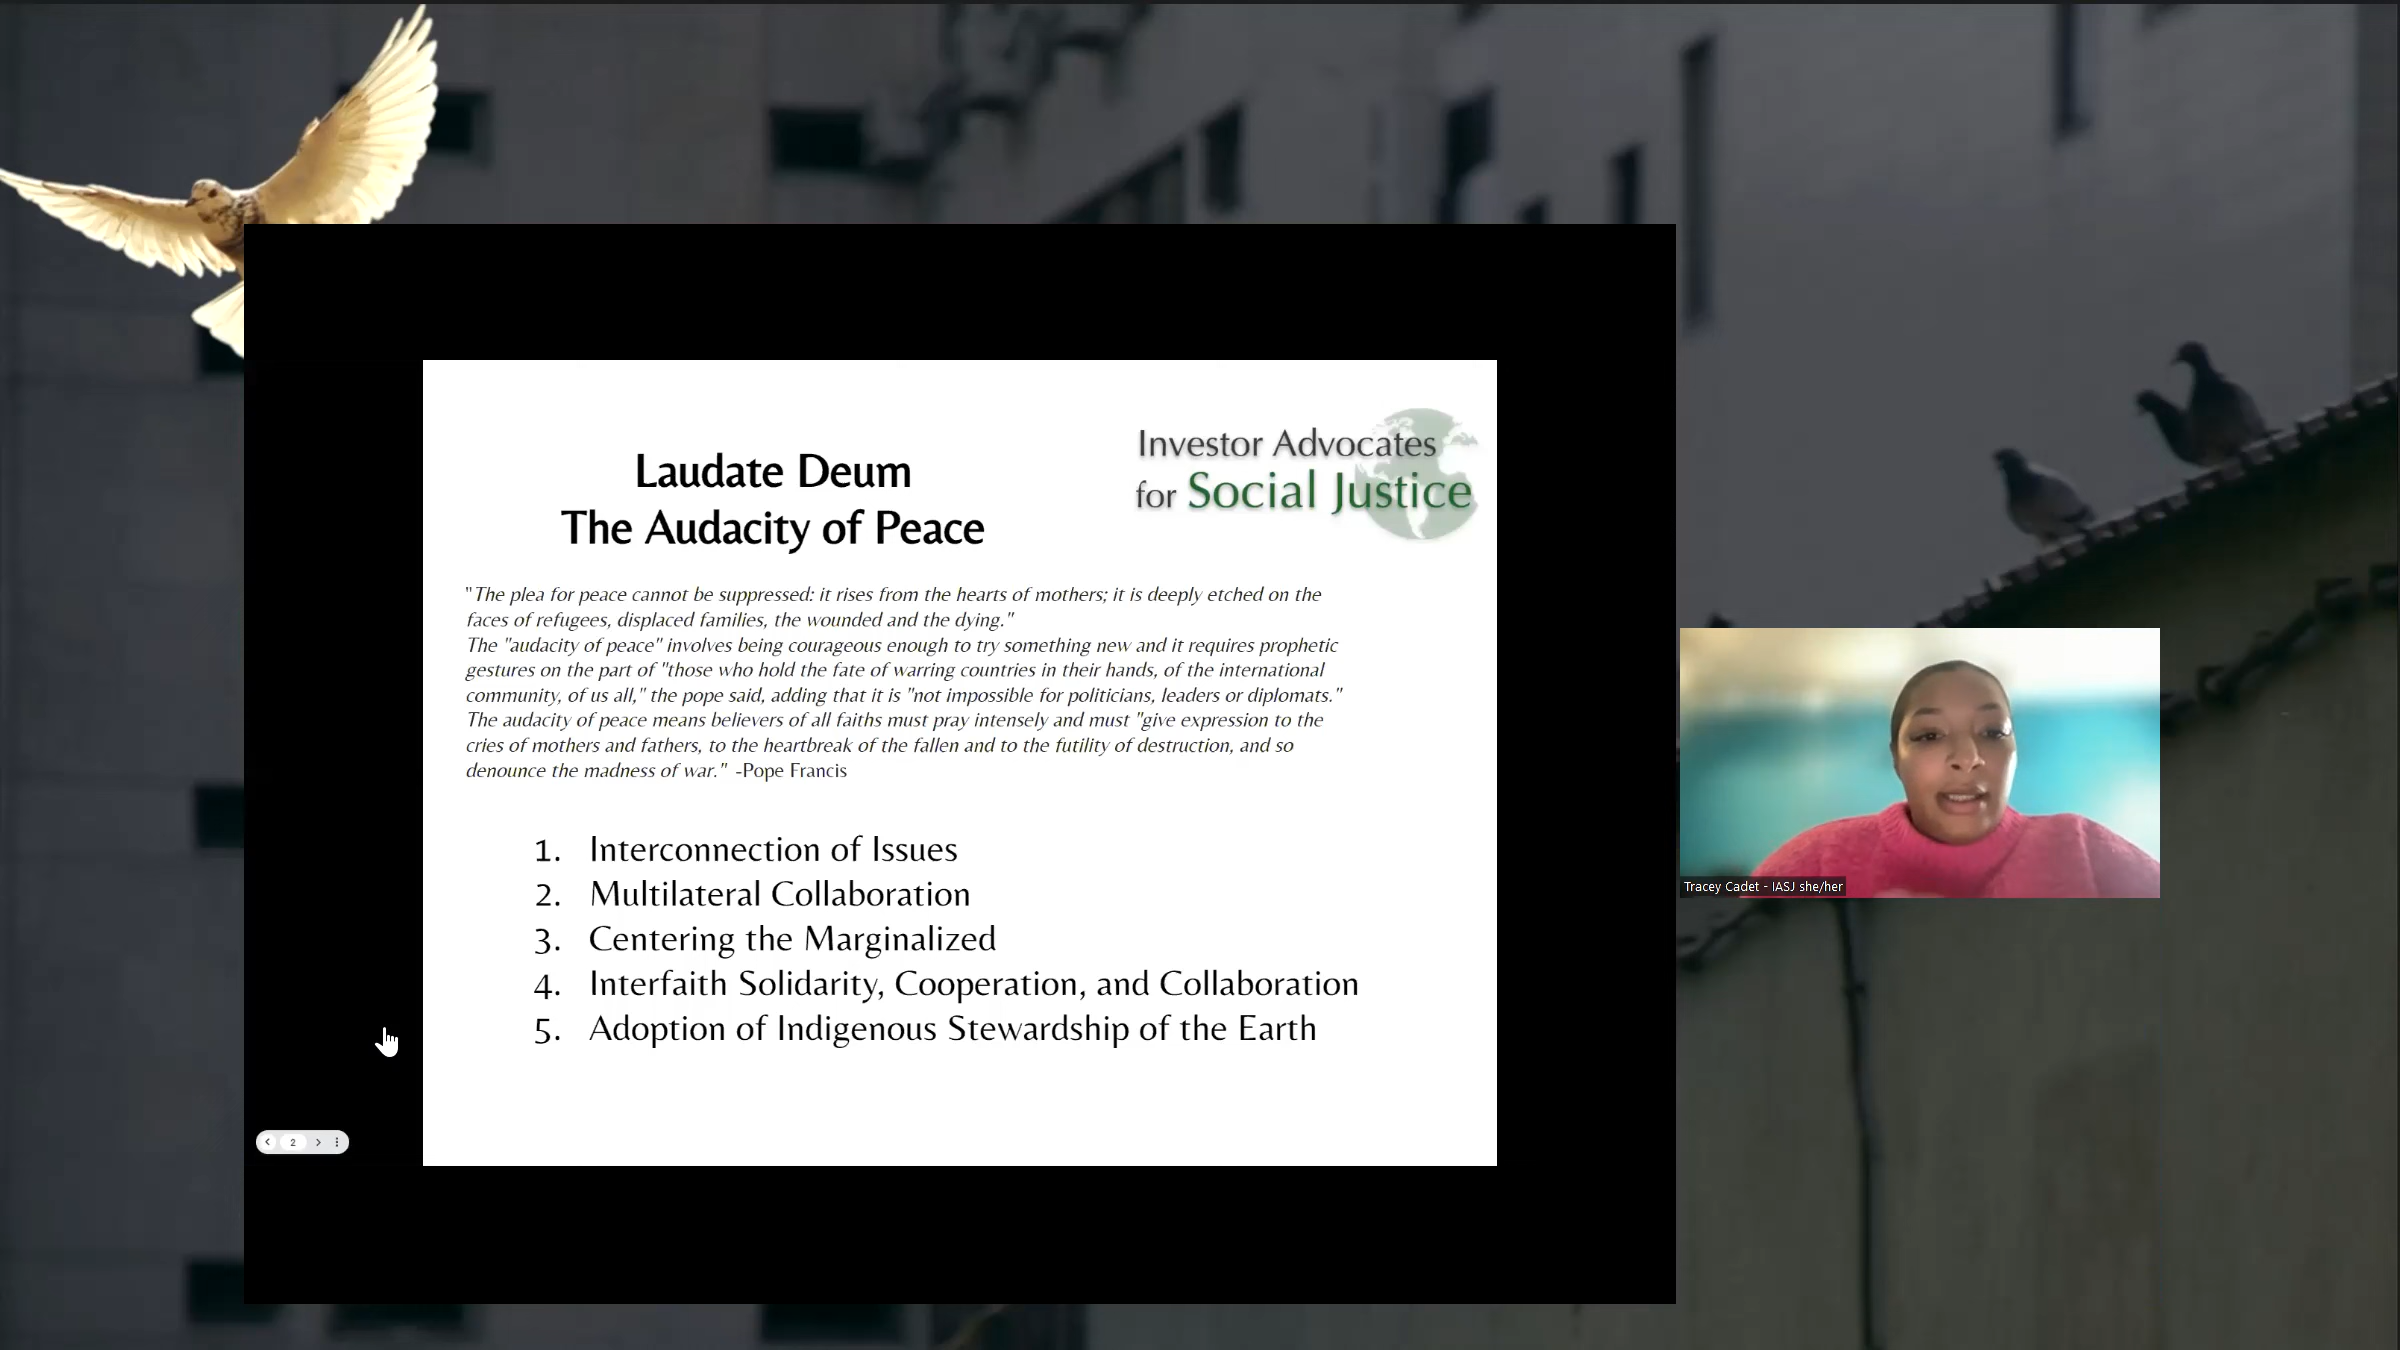 Laudate Deum
The Audacity of Peace
Investor Advocates
for Social Justice
"The plea for peace cannot be suppressed: it rises from the hearts of mothers; it is deeply etched on the
faces of refugees, displaced families, the wounded and the dying."
The "audacity of peace" involves being courageous enough to try something new and it requires prophetic
gestures on the part of "those who hold the fate of warring countries in their hands, of the international
community, of us all," the pope said, adding that it is "not impossible for politicians, leaders or diplomats."
The audacity of peace means believers of all faiths must pray intensely and must "give expression to the
cries of mothers and fathers, to the heartbreak of the fallen and to the futility of destruction, and so
denounce the madness of war." -Pope Francis
1. Interconnection of Issues
2. Multilateral Collaboration
3. Centering the Marginalized
4. Interfaith Solidarity, Cooperation, and Collaboration
5. Adoption of Indigenous Stewardship of the Earth
2
Tracey Cadet - IASJ she/her